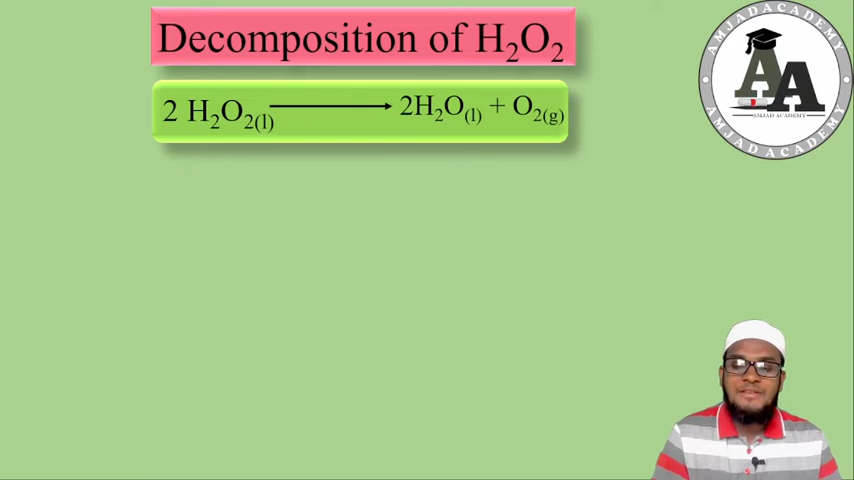 Decomposition of H₂O₂
2 H₂O₂₍ₗ₎ ⟶ 2H₂O₍ₗ₎ + O₂(g)
AMJAD ACADEMY
AA
AMJAD ACADEMY
AMJAD ACADEMY